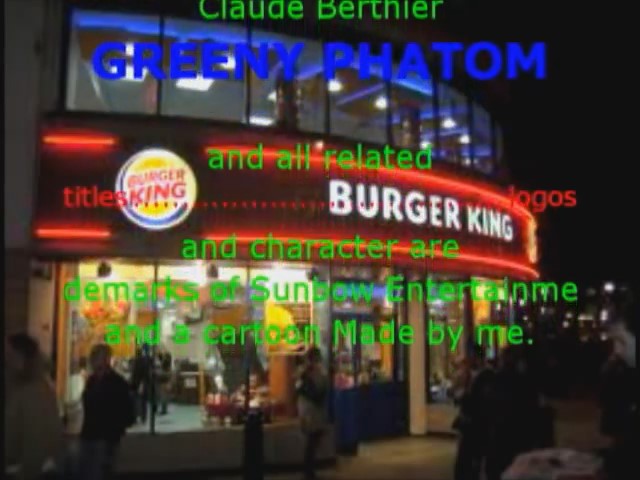 Claude Berthier
GREENY PHATOM
and all related
titles..............................logos
BURGER
KING
BURGER KING
and character are
demarks of Sunbow Entertainme
and a cartoon Made by me.